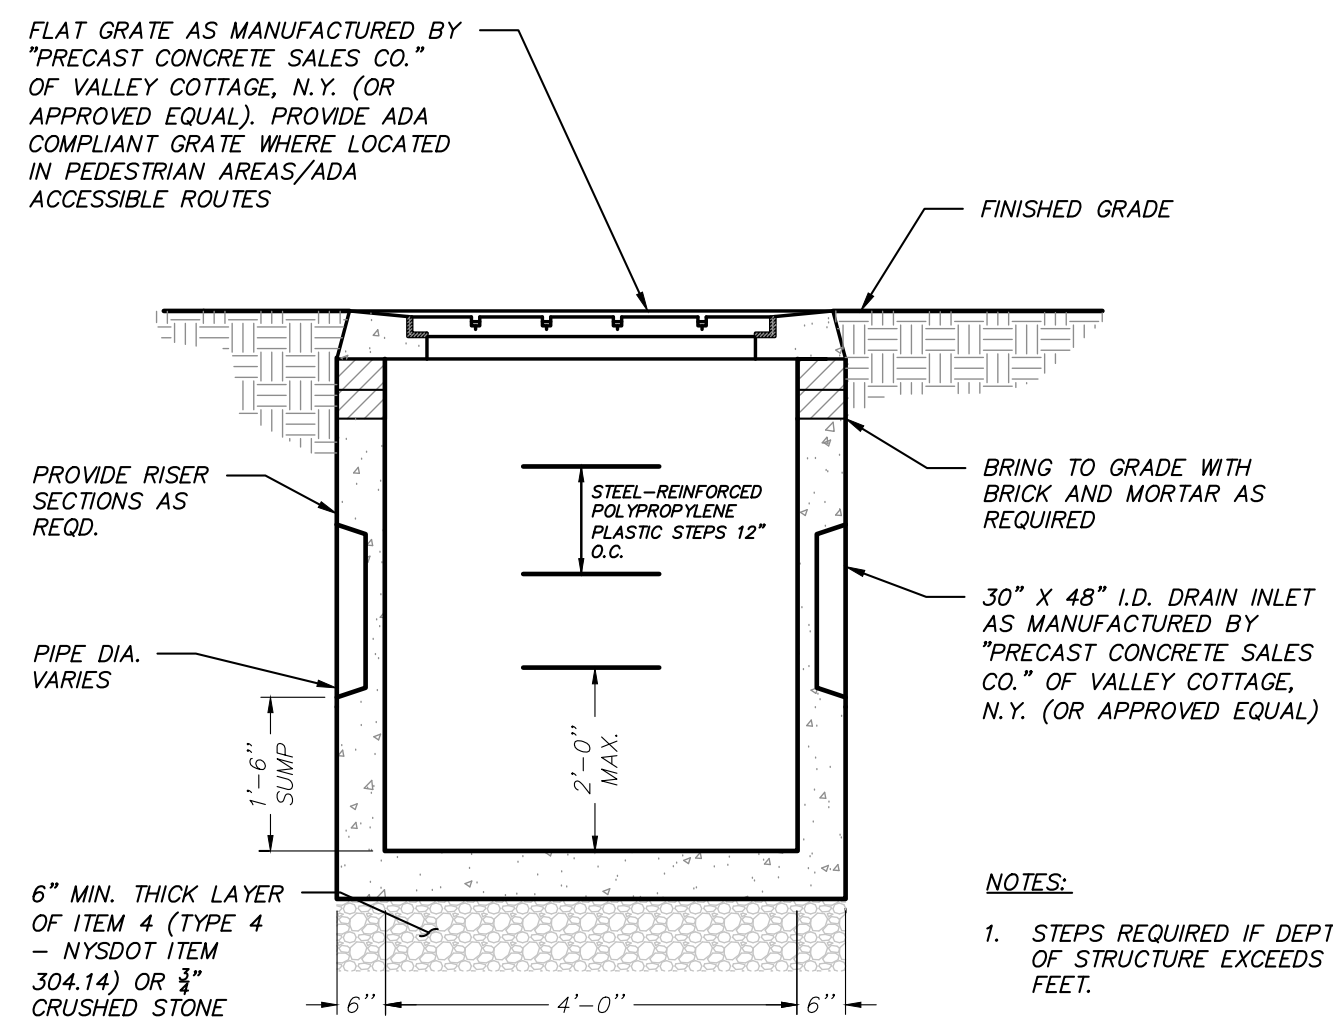 FLAT GRATE AS MANUFACTURED BY
"PRECAST CONCRETE SALES CO."
OF VALLEY COTTAGE, N.Y. (OR
APPROVED EQUAL). PROVIDE ADA
COMPLIANT GRATE WHERE LOCATED
IN PEDESTRIAN AREAS/ADA
ACCESSIBLE ROUTES
FINISHED GRADE
PROVIDE RISER
SECTIONS AS
REQD.
STEEL-REINFORCED
POLYPROPYLENE
PLASTIC STEPS 12"
O.C.
BRING TO GRADE WITH
BRICK AND MORTAR AS
REQUIRED
30" X 48" I.D. DRAIN INLET
AS MANUFACTURED BY
"PRECAST CONCRETE SALES
CO." OF VALLEY COTTAGE,
N.Y. (OR APPROVED EQUAL)
PIPE DIA.
VARIES
1'-6"
SUMP
2'-0"
MAX.
6" MIN. THICK LAYER
OF ITEM 4 (TYPE 4
– NYSDOT ITEM
304.14) OR 3/4"
CRUSHED STONE
6"
4'-0"
6"
NOTES:
1. STEPS REQUIRED IF DEPT
OF STRUCTURE EXCEEDS
FEET.